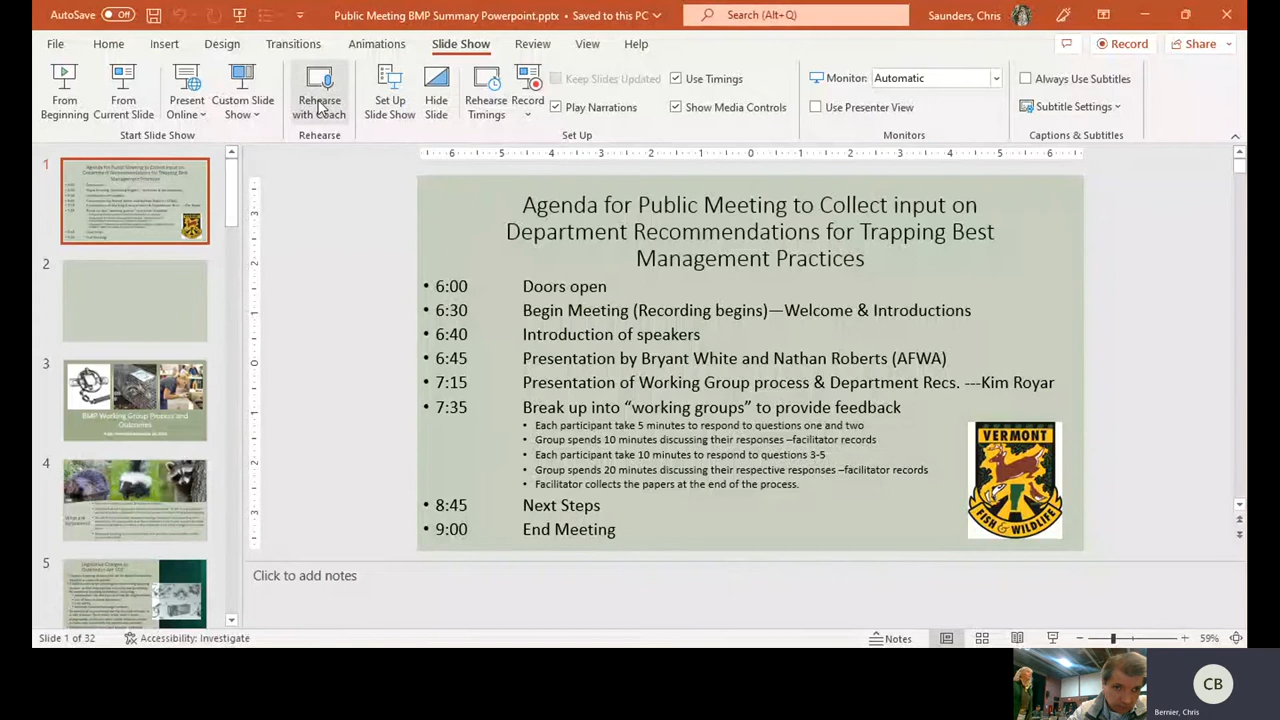 AutoSave Off
Public Meeting BMP Summary Powerpoint.pptx • Saved to this PC
Search (Alt+Q)
Saunders, Chris
File Home Insert Design Transitions Animations Slide Show Review View Help
Record Share
From Beginning
From Current Slide
Present Online
Custom Slide Show
Rehearse with Coach
Set Up Slide Show
Hide Slide
Rehearse Timings
Record
Keep Slides Updated
Use Timings
Play Narrations
Show Media Controls
Monitor: Automatic
Use Presenter View
Always Use Subtitles
Subtitle Settings
Start Slide Show Rehearse Set Up Monitors Captions & Subtitles
1
2
3
BMP Working Group Process and
Outcomes
4
5
Agenda for Public Meeting to Collect input on
Department Recommendations for Trapping Best
Management Practices
• 6:00 Doors open
• 6:30 Begin Meeting (Recording begins)—Welcome & Introductions
• 6:40 Introduction of speakers
• 6:45 Presentation by Bryant White and Nathan Roberts (AFWA)
• 7:15 Presentation of Working Group process & Department Recs. ---Kim Royar
• 7:35 Break up into “working groups” to provide feedback
• Each participant take 5 minutes to respond to questions one and two
• Group spends 10 minutes discussing their responses –facilitator records
• Each participant take 10 minutes to respond to questions 3-5
• Group spends 20 minutes discussing their respective responses –facilitator records
• Facilitator collects the papers at the end of the process.
• 8:45 Next Steps
• 9:00 End Meeting
VERMONT
FISH & WILDLIFE
Click to add notes
Slide 1 of 32 Accessibility: Investigate
Notes
59%
CB
Bernier, Chris